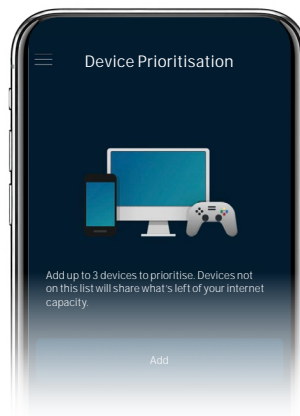 Device Prioritisation
Add up to 3 devices to prioritise. Devices not
on this list will share what's left of your internet
capacity.
Add